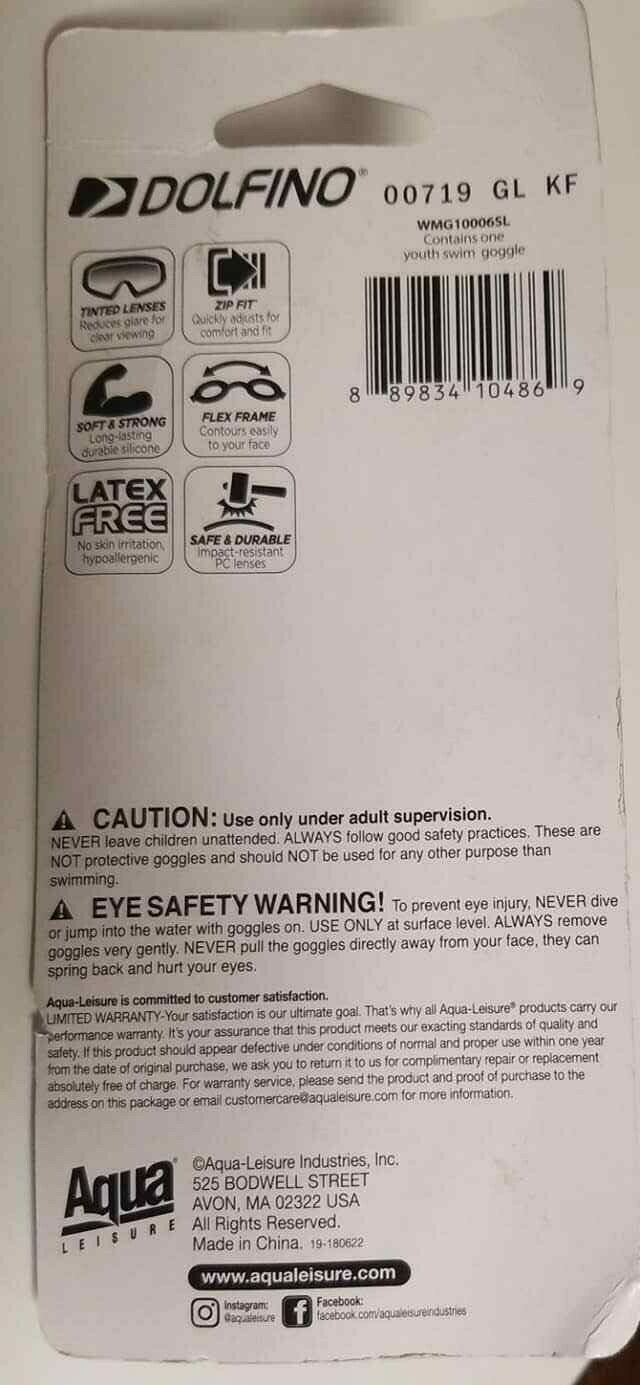 DOLFINO® 00719 GL KF
WMG10006SL
Contains one
youth swim goggle
8 89834 10486 9
TINTED LENSES
Reduces glare for
clear viewing
ZIP FIT™
Quickly adjusts for
comfort and fit
SOFT & STRONG
Long-lasting
durable silicone
FLEX FRAME
Contours easily
to your face
LATEX
FREE
No skin irritation,
hypoallergenic
SAFE & DURABLE
Impact-resistant
PC lenses
CAUTION: Use only under adult supervision.
NEVER leave children unattended. ALWAYS follow good safety practices. These are
NOT protective goggles and should NOT be used for any other purpose than
swimming.
EYE SAFETY WARNING! To prevent eye injury, NEVER dive
or jump into the water with goggles on. USE ONLY at surface level. ALWAYS remove
goggles very gently. NEVER pull the goggles directly away from your face, they can
spring back and hurt your eyes.
Aqua-Leisure is committed to customer satisfaction.
LIMITED WARRANTY-Your satisfaction is our ultimate goal. That's why all Aqua-Leisure® products carry our
performance warranty. It's your assurance that this product meets our exacting standards of quality and
safety. If this product should appear defective under conditions of normal and proper use within one year
from the date of original purchase, we ask you to return it to us for complimentary repair or replacement
absolutely free of charge. For warranty service, please send the product and proof of purchase to the
address on this package or email customercare@aqualeisure.com for more information.
Aqua®
LEISURE
©Aqua-Leisure Industries, Inc.
525 BODWELL STREET
AVON, MA 02322 USA
All Rights Reserved.
Made in China. 19-180622
www.aqualeisure.com
Instagram:
@aqualeisure
Facebook:
facebook.com/aqualeisureindustries